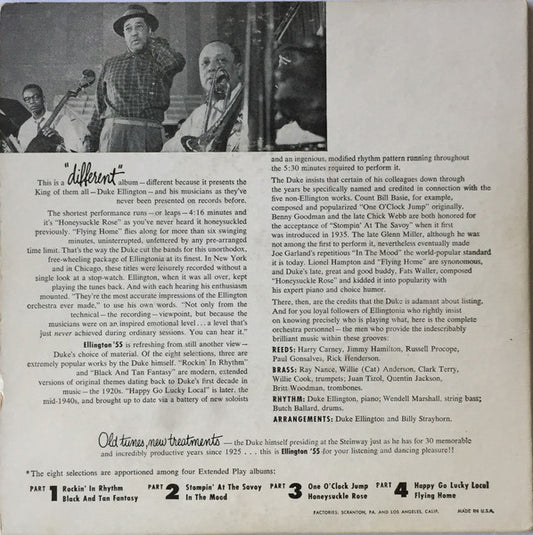 This is a "different" album – different because it presents the
King of them all – Duke Ellington – and his musicians as they've
never been presented on records before.
The shortest performance runs – or leaps – 4:16 minutes and
it's "Honeysuckle Rose" as you've never heard it honeysuckled
previously. "Flying Home" flies along for more than six swinging
minutes, uninterrupted, unfettered by any pre-arranged
time limit. That's the way the Duke cut the bands for this unorthodox,
free-wheeling package of Ellingtonia at its finest. In New York
and in Chicago, these titles were leisurely recorded without a
single look at a stop-watch. Ellington, when it was all over, kept
playing the tunes back. And with each hearing his enthusiasm
mounted. "They're the most accurate impressions of the Ellington
orchestra ever made," to use his own words. "Not only from the
technical – the recording – viewpoint, but because the
musicians were on an inspired emotional level . . . a level that's
just never achieved during ordinary sessions. You can hear it."
Ellington '55 is refreshing from still another view –
Duke's choice of material. Of the eight selections, three are
extremely popular works by the Duke himself. "Rockin' In Rhythm"
and "Black And Tan Fantasy" are modern, extended
versions of original themes dating back to Duke's first decade in
music – the 1920s. "Happy Go Lucky Local" is later, the
mid-1940s, and brought up to date via a battery of new soloists
and an ingenious, modified rhythm pattern running throughout
the 5:30 minutes required to perform it.
The Duke insists that certain of his colleagues down through
the years be specifically named and credited in connection with the
five non-Ellington works. Count Bill Basie, for example,
composed and popularized "One O'Clock Jump" originally,
Benny Goodman and the late Chick Webb are both honored for
the acceptance of "Stompin' At The Savoy" when it first
was introduced in 1935. The late Glenn Miller, although he was
not among the first to perform it, nevertheless eventually made
Joe Garland's repetitious "In The Mood" the world-popular standard
it is today. Lionel Hampton and "Flying Home" are synonomous,
and Duke's late, great and good buddy, Fats Waller, composed
"Honeysuckle Rose" and kidded it into popularity with
his expert piano and choice humor.
There, then, are the credits that the Duke is adamant about listing.
And for you loyal followers of Ellingtonia who rightly insist
on knowing precisely who is playing what, here is the complete
orchestra personnel – the men who provide the indescribably
brilliant music within these grooves:
REEDS: Harry Carney, Jimmy Hamilton, Russell Procope,
Paul Gonsalves, Rick Henderson.
BRASS: Ray Nance, Willie (Cat) Anderson, Clark Terry,
Willie Cook, trumpets; Juan Tizol, Quentin Jackson,
Britt Woodman, trombones.
RHYTHM: Duke Ellington, piano; Wendell Marshall, string bass;
Butch Ballard, drums.
ARRANGEMENTS: Duke Ellington and Billy Strayhorn.
Old tunes, new treatments – the Duke himself presiding at the Steinway just as he has for 30 memorable
and incredibly productive years since 1925 . . . this is Ellington '55 for your listening and dancing pleasure!!
*The eight selections are apportioned among four Extended Play albums:
PART 1 Rockin' In Rhythm
Black And Tan Fantasy
PART 2 Stompin' At The Savoy
In The Mood
PART 3 One O'Clock Jump
Honeysuckle Rose
PART 4 Happy Go Lucky Local
Flying Home
FACTORIES: SCRANTON, PA. AND LOS ANGELES, CALIF. MADE IN U.S.A.